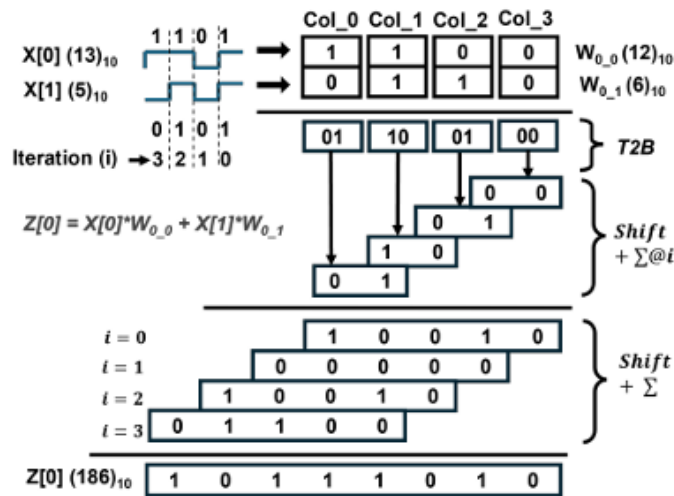 Col_0 Col_1 Col_2 Col_3
1 1 0 1
X[0] (13)₁₀ 1 1 0 0 W₀_₀ (12)₁₀
X[1] (5)₁₀ 0 1 1 0 W₀_₁ (6)₁₀
0 1 0 1
01 10 01 00 T2B
Iteration (i) 3 2 1 0
0 0
Z[0] = X[0]*W₀_₀ + X[1]*W₀_₁
0 1
Shift
+ ∑@i
1 0
0 1
i = 0 1 0 0 1 0
i = 1 0 0 0 0 0
i = 2 1 0 0 1 0
i = 3 0 1 1 0 0
Shift
+ ∑
Z[0] (186)₁₀ 1 0 1 1 1 0 1 0